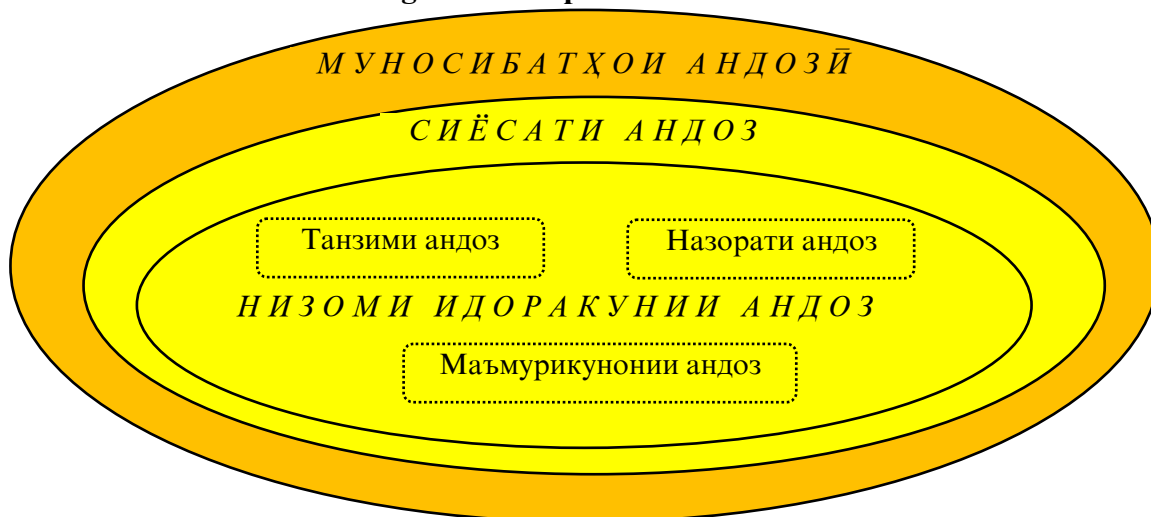 МУНОСИБАТҲОИ АНДОЗӢ
СИЁСАТИ АНДОЗ
Танзими андоз
Назорати андоз
НИЗОМИ ИДОРАКУНИИ АНДОЗ
Маъмурикунонии андоз